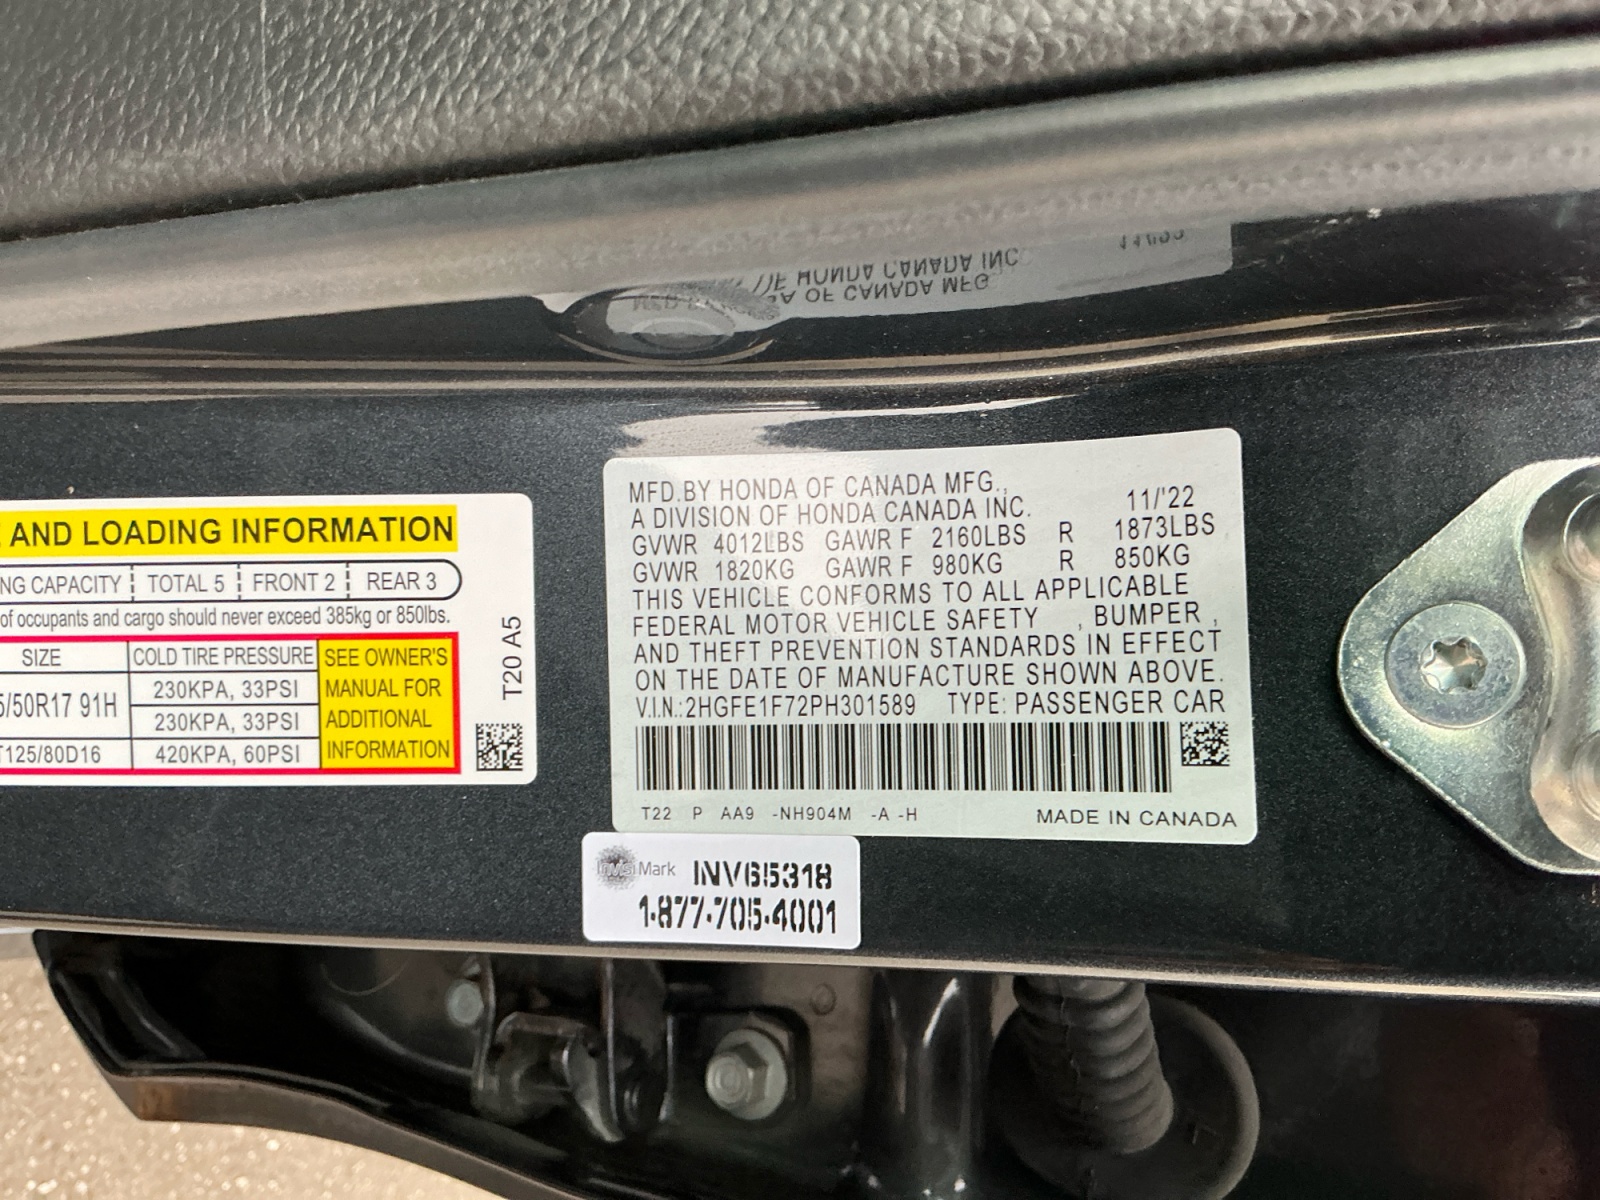 AND LOADING INFORMATION
NG CAPACITY TOTAL 5 FRONT 2 REAR 3
of occupants and cargo should never exceed 385kg or 850lbs.
SIZE COLD TIRE PRESSURE SEE OWNER'S
MANUAL FOR
ADDITIONAL
INFORMATION
5/50R17 91H 230KPA, 33PSI
230KPA, 33PSI
T125/80D16 420KPA, 60PSI
T20 A5
MFD.BY HONDA OF CANADA MFG.,
A DIVISION OF HONDA CANADA INC. 11/'22
GVWR 4012LBS GAWR F 2160LBS R 1873LBS
GVWR 1820KG GAWR F 980KG R 850KG
THIS VEHICLE CONFORMS TO ALL APPLICABLE
FEDERAL MOTOR VEHICLE SAFETY , BUMPER ,
AND THEFT PREVENTION STANDARDS IN EFFECT
ON THE DATE OF MANUFACTURE SHOWN ABOVE.
V.I.N.:2HGFE1F72PH301589 TYPE: PASSENGER CAR
T22 P AA9 -NH904M -A -H MADE IN CANADA
Mark INV65318
1-877-705-4001